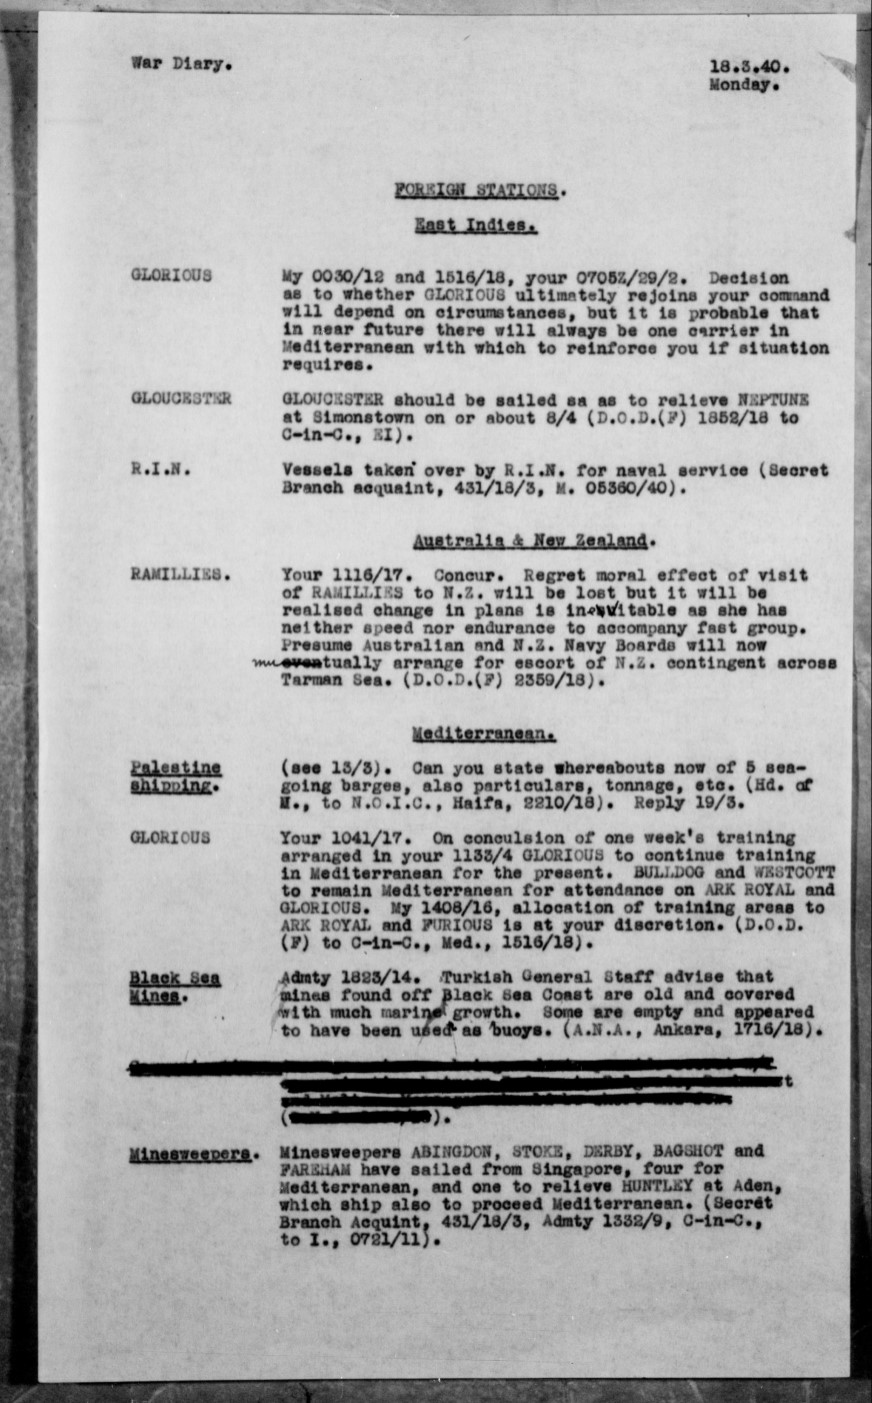 War Diary.
18.3.40.
Monday.
FOREIGN STATIONS.
East Indies.
GLORIOUS My 0030/12 and 1516/18, your 0705Z/29/2. Decision
as to whether GLORIOUS ultimately rejoins your command
will depend on circumstances, but it is probable that
in near future there will always be one carrier in
Mediterranean with which to reinforce you if situation
requires.
GLOUCESTER GLOUCESTER should be sailed sa as to relieve NEPTUNE
at Simonstown on or about 8/4 (D.O.D.(F) 1852/18 to
C-in-C., EI).
R.I.N. Vessels taken over by R.I.N. for naval service (Secret
Branch acquaint, 431/18/3, M. 05360/40).
Australia & New Zealand.
RAMILLIES. Your 1116/17. Concur. Regret moral effect of visit
of RAMILLIES to N.Z. will be lost but it will be
realised change in plans is inevitable as she has
neither speed nor endurance to accompany fast group.
Presume Australian and N.Z. Navy Boards will now
mutually arrange for escort of N.Z. contingent across
Tarman Sea. (D.O.D.(F) 2359/18).
Mediterranean.
Palestine (see 13/3). Can you state whereabouts now of 5 sea-
shipping. going barges, also particulars, tonnage, etc. (Hd. of
M., to N.O.I.C., Haifa, 2210/18). Reply 19/3.
GLORIOUS Your 1041/17. On conculsion of one week's training
arranged in your 1133/4 GLORIOUS to continue training
in Mediterranean for the present. BULLDOG and WESTCOTT
to remain Mediterranean for attendance on ARK ROYAL and
GLORIOUS. My 1408/16, allocation of training areas to
ARK ROYAL and FURIOUS is at your discretion. (D.O.D.
(F) to C-in-C., Med., 1516/18).
Black Sea Admty 1823/14. Turkish General Staff advise that
Mines. mines found off Black Sea Coast are old and covered
with much marine growth. Some are empty and appeared
to have been used as buoys. (A.N.A., Ankara, 1716/18).
t
( ).
Minesweepers. Minesweepers ABINGDON, STOKE, DERBY, BAGSHOT and
FAREHAM have sailed from Singapore, four for
Mediterranean, and one to relieve HUNTLEY at Aden,
which ship also to proceed Mediterranean. (Secret
Branch Acquint, 431/18/3, Admty 1332/9, C-in-C.,
to I., 0721/11).